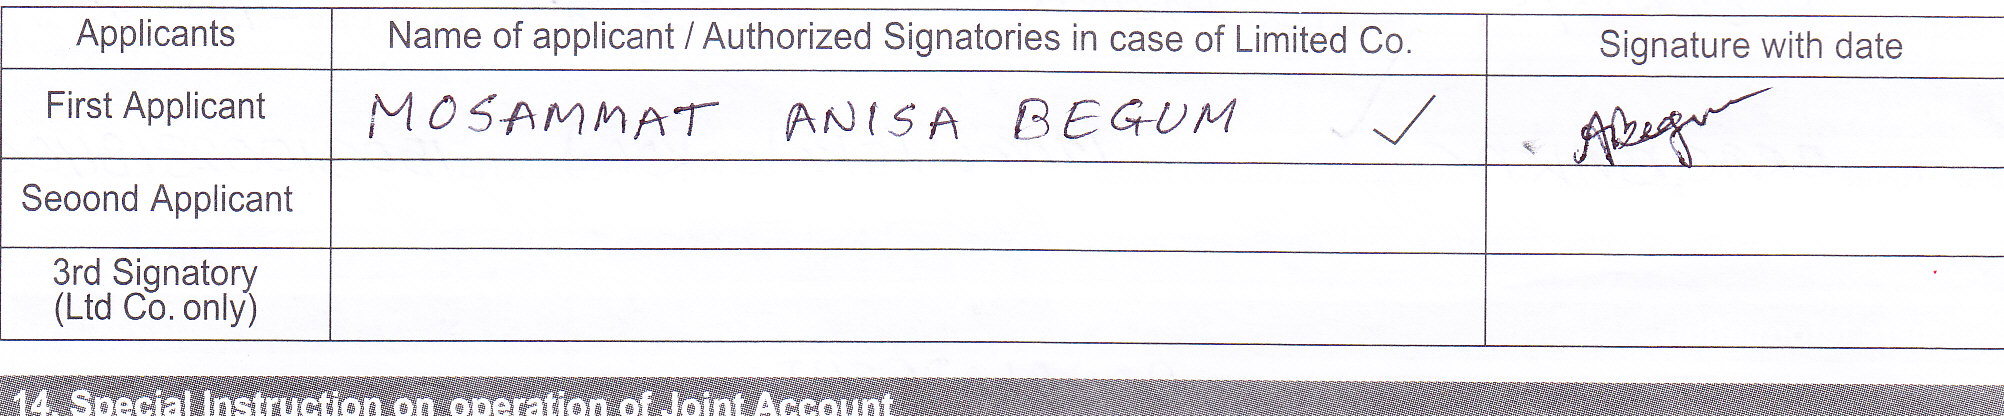 Applicants Name of applicant / Authorized Signatories in case of Limited Co. Signature with date
First Applicant MOSAMMAT ANISA BEGUM ✓ ABegum
Seoond Applicant
3rd Signatory
(Ltd Co. only)
14. Special Instruction on operation of Joint Account